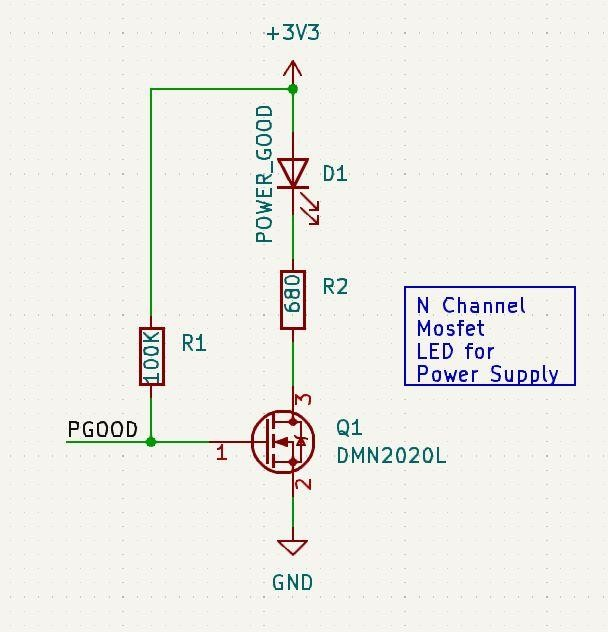 +3V3
POWER_GOOD
D1
680
R2
N Channel
Mosfet
LED for
Power Supply
100K
R1
3
PGOOD
1
Q1
DMN2020L
2
GND